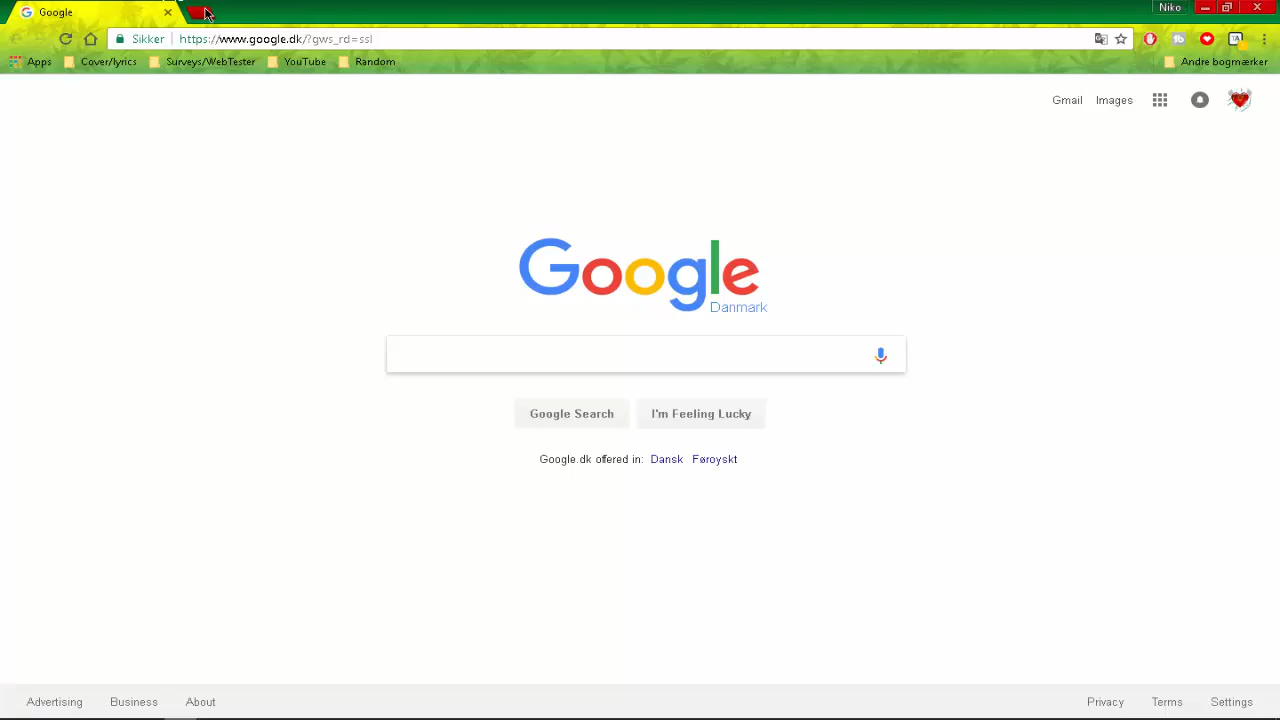 Google
Niko
Sikker
https://www.google.dk/?gws_rd=ssl
Apps
Cover/lyrics
Surveys/WebTester
YouTube
Random
Andre bogmærker
Gmail
Images
Google
Danmark
Google Search
I'm Feeling Lucky
Google.dk offered in: Dansk Føroyskt
Advertising
Business
About
Privacy
Terms
Settings